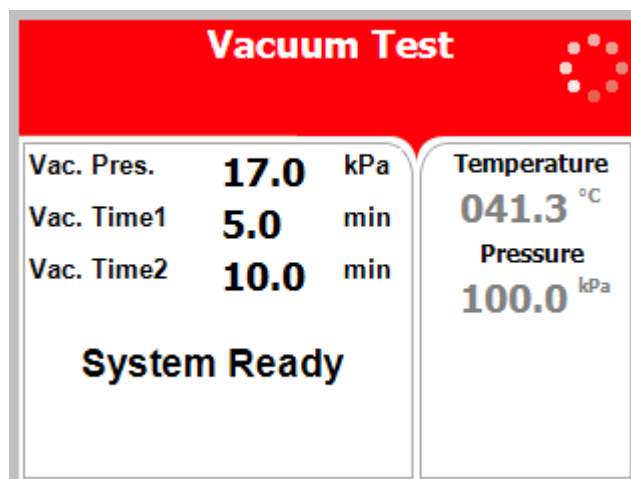 Vacuum Test
Vac. Pres. 17.0 kPa
Vac. Time1 5.0 min
Vac. Time2 10.0 min
System Ready
Temperature
041.3 °C
Pressure
100.0 kPa